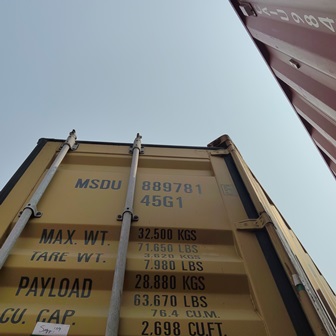 MSDU 889781
45G1
MAX. WT. 32.500 KGS
71,650 LBS
TARE WT. 3.620 KGS
7.980 LBS
PAYLOAD 28.880 KGS
63,670 LBS
CU. CAP. 76.4 CU.M.
2.698 CU.FT.